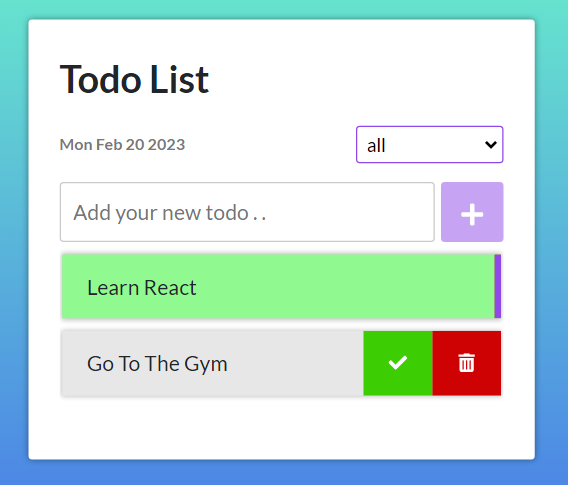 Todo List
Mon Feb 20 2023
all
Add your new todo . .
Learn React
Go To The Gym